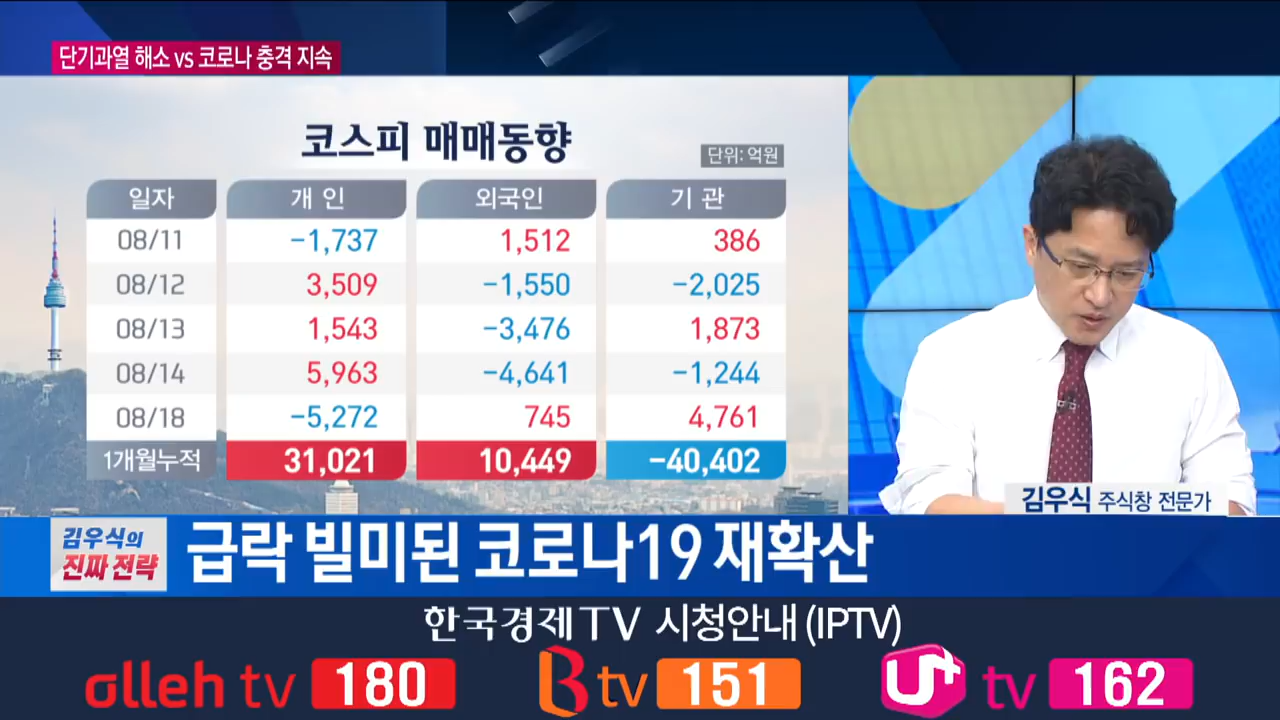 단기과열 해소 vs 코로나 충격 지속
코스피 매매동향
단위: 억원
일자 개인 외국인 기관
08/11 -1,737 1,512 386
08/12 3,509 -1,550 -2,025
08/13 1,543 -3,476 1,873
08/14 5,963 -4,641 -1,244
08/18 -5,272 745 4,761
1개월누적 31,021 10,449 -40,402
김우식 주식창 전문가
김우식의
진짜 전략
급락 빌미된 코로나19 재확산
한국경제TV 시청안내 (IPTV)
olleh tv 180 B tv 151 U+ tv 162